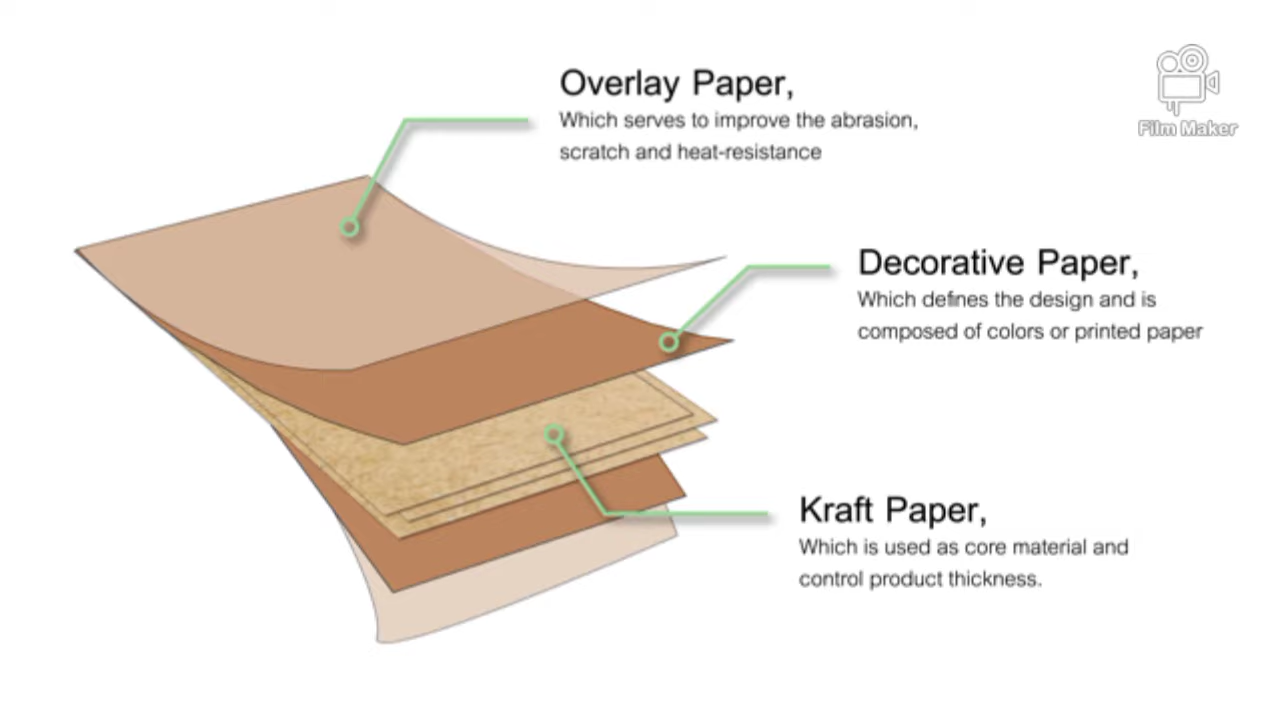 Overlay Paper,
Which serves to improve the abrasion,
scratch and heat-resistance
Film Maker
Decorative Paper,
Which defines the design and is
composed of colors or printed paper
Kraft Paper,
Which is used as core material and
control product thickness.